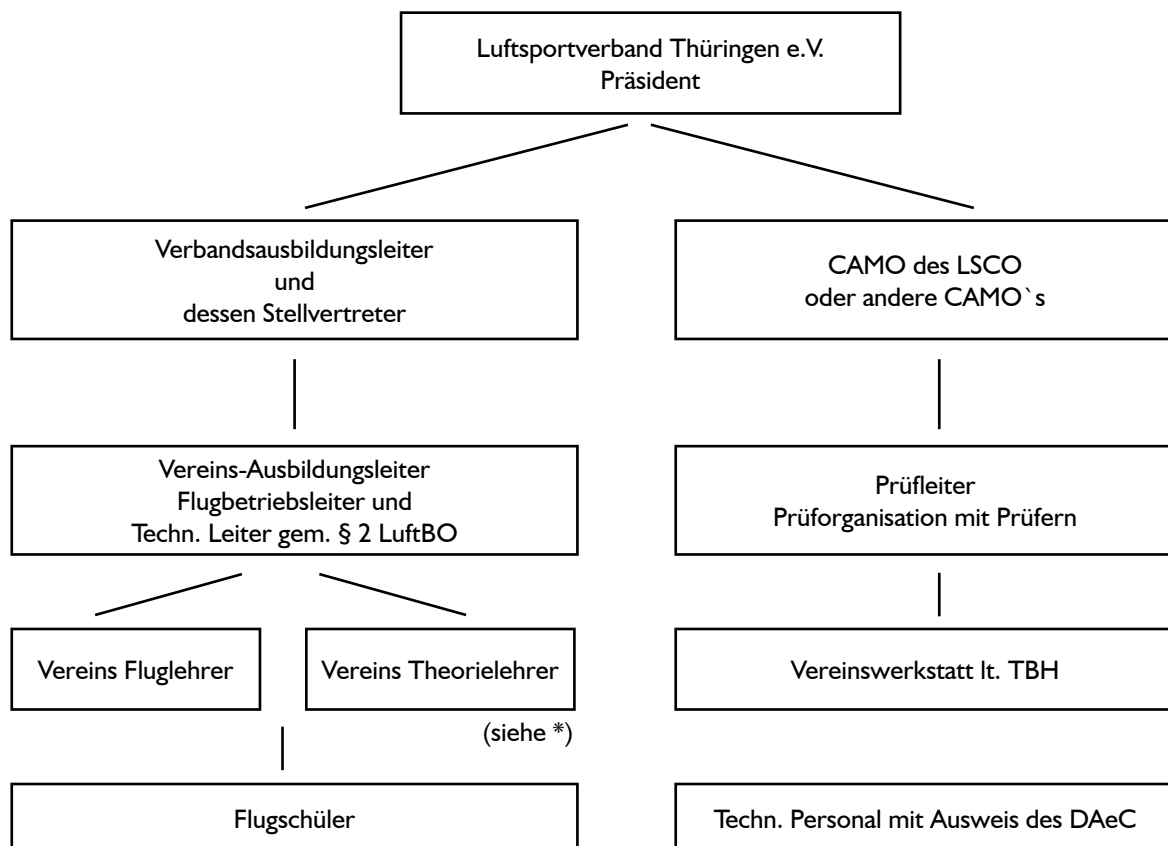 Luftsportverband Thüringen e.V.
Präsident
Verbandsausbildungsleiter
und
dessen Stellvertreter
CAMO des LSCO
oder andere CAMO`s
Vereins-Ausbildungsleiter
Flugbetriebsleiter und
Techn. Leiter gem. § 2 LuftBO
Prüfleiter
Prüforganisation mit Prüfern
Vereins Fluglehrer
Vereins Theorielehrer
(siehe *)
Vereinswerkstatt lt. TBH
Flugschüler
Techn. Personal mit Ausweis des DAeC